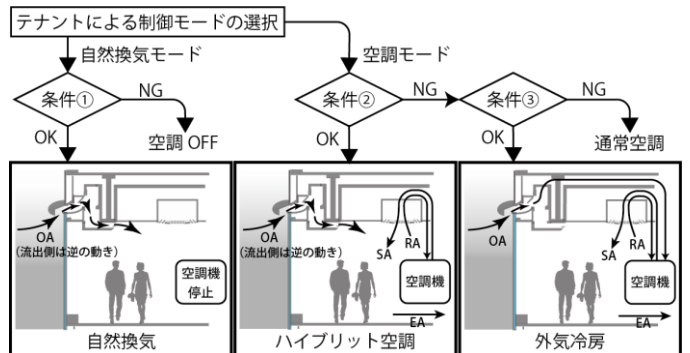 テナントによる制御モードの選択
自然換気モード
空調モード
条件①
NG
条件②
NG
条件③
NG
OK
空調 OFF
OK
OK
通常空調
OA
(流出側は逆の動き)
空調機
停止
自然換気
OA
(流出側は逆の動き)
SA
RA
空調機
EA
ハイブリット空調
OA
SA
RA
空調機
EA
外気冷房